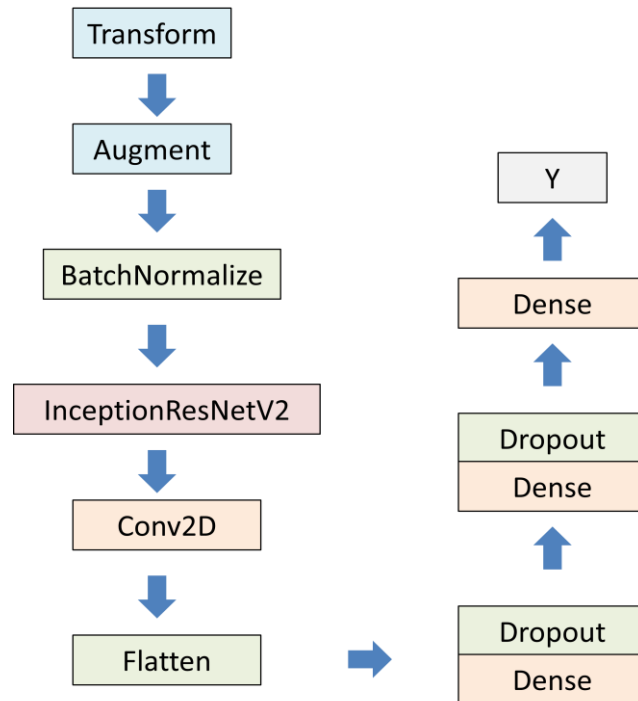 Transform
Augment
BatchNormalize
InceptionResNetV2
Conv2D
Flatten
Dropout
Dense
Dropout
Dense
Dense
Y